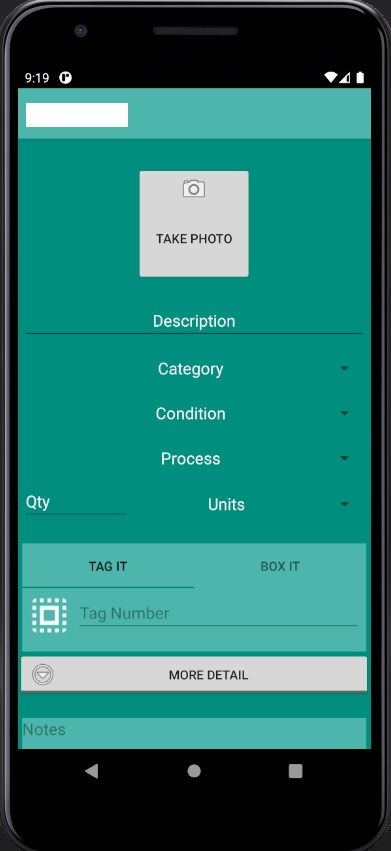 9:19
TAKE PHOTO
Description
Category
Condition
Process
Qty Units
TAG IT BOX IT
Tag Number
MORE DETAIL
Notes